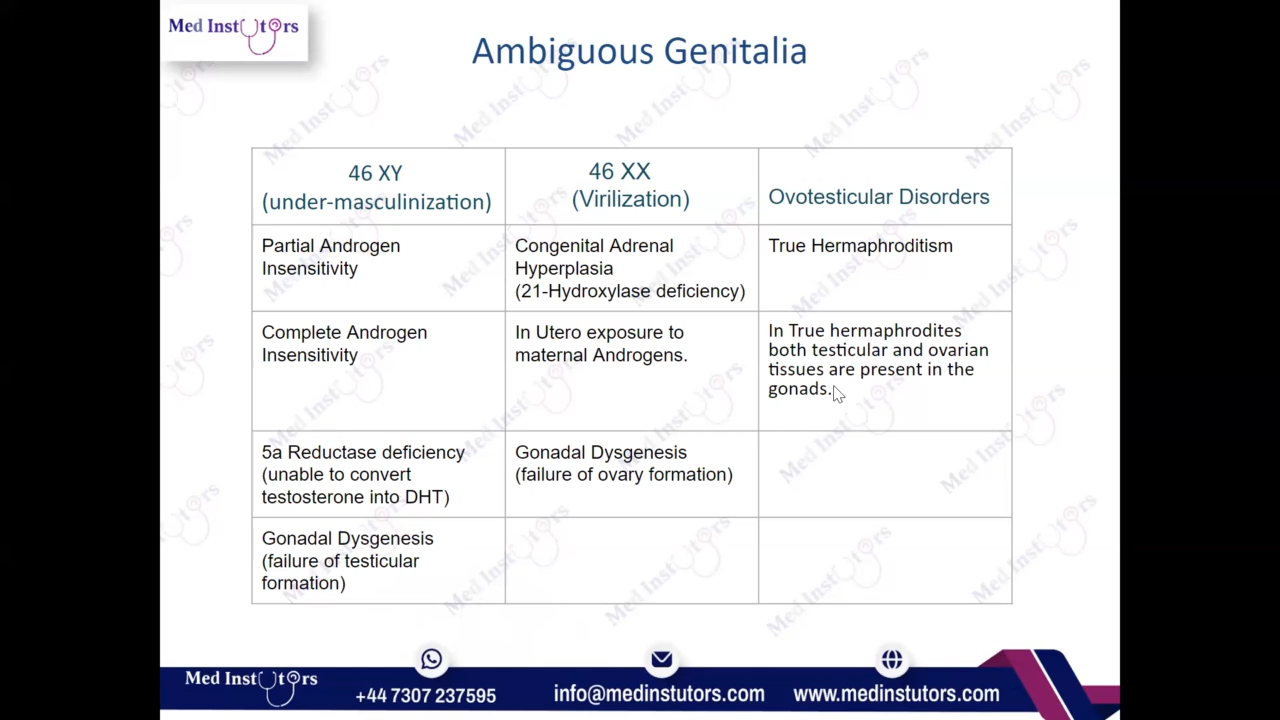 Med Instutors
Ambiguous Genitalia
46 XY
(under-masculinization)
46 XX
(Virilization)
Ovotesticular Disorders
Partial Androgen
Insensitivity
Congenital Adrenal
Hyperplasia
(21-Hydroxylase deficiency)
True Hermaphroditism
Complete Androgen
Insensitivity
In Utero exposure to
maternal Androgens.
In True hermaphrodites
both testicular and ovarian
tissues are present in the
gonads.
5a Reductase deficiency
(unable to convert
testosterone into DHT)
Gonadal Dysgenesis
(failure of ovary formation)
Gonadal Dysgenesis
(failure of testicular
formation)
Med Instutors
+44 7307 237595
info@medinstutors.com
www.medinstutors.com